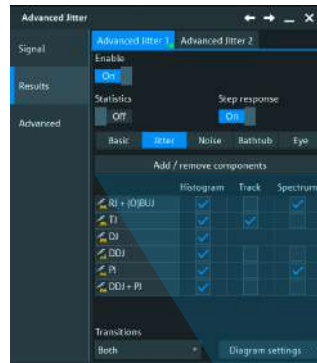 Advanced Jitter
Signal
Results
Advanced
Advanced Jitter 1 Advanced Jitter 2
Enable
On
Statistics Step response
Off On
Basic Jitter Noise Bathtub Eye
Add / remove components
Histogram Track Spectrum
RJ + (O)BUJ
TJ
DJ
DDJ
PJ
DDJ + PJ
Transitions
Both Diagram settings